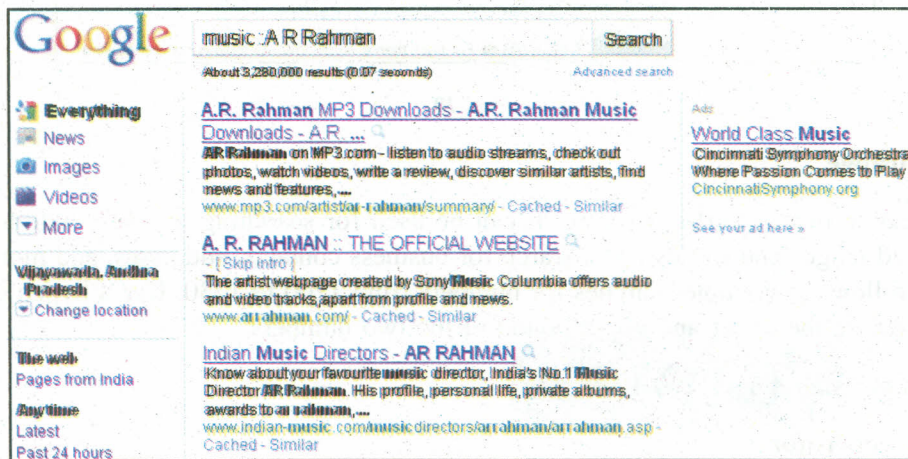 Google
music :A R Rahman Search
About 3,280,000 results (0.07 seconds) Advanced search
Everything
News
Images
Videos
More
Vijayawada, Andhra
Pradesh
Change location
The web
Pages from India
Any time
Latest
Past 24 hours
A.R. Rahman MP3 Downloads - A.R. Rahman Music
Downloads - A.R. ...
AR Rahman on MP3.com - listen to audio streams, check out
photos, watch videos, write a review, discover similar artists, find
news and features, ...
www.mp3.com/artist/ar-rahman/summary/ - Cached - Similar
A. R. RAHMAN :: THE OFFICIAL WEBSITE
- [ Skip intro ]
The artist webpage created by Sony Music Columbia offers audio
and video tracks, apart from profile and news.
www.arrahman.com/ - Cached - Similar
Indian Music Directors - AR RAHMAN
Know about your favourite music director, India's No.1 Music
Director AR Rahman. His profile, personal life, private albums,
awards to ar rahman, ...
www.indian-music.com/musicdirectors/arrahman/arrahman.asp -
Cached - Similar
Ads
World Class Music
Cincinnati Symphony Orchestra
Where Passion Comes to Play
CincinnatiSymphony.org
See your ad here »